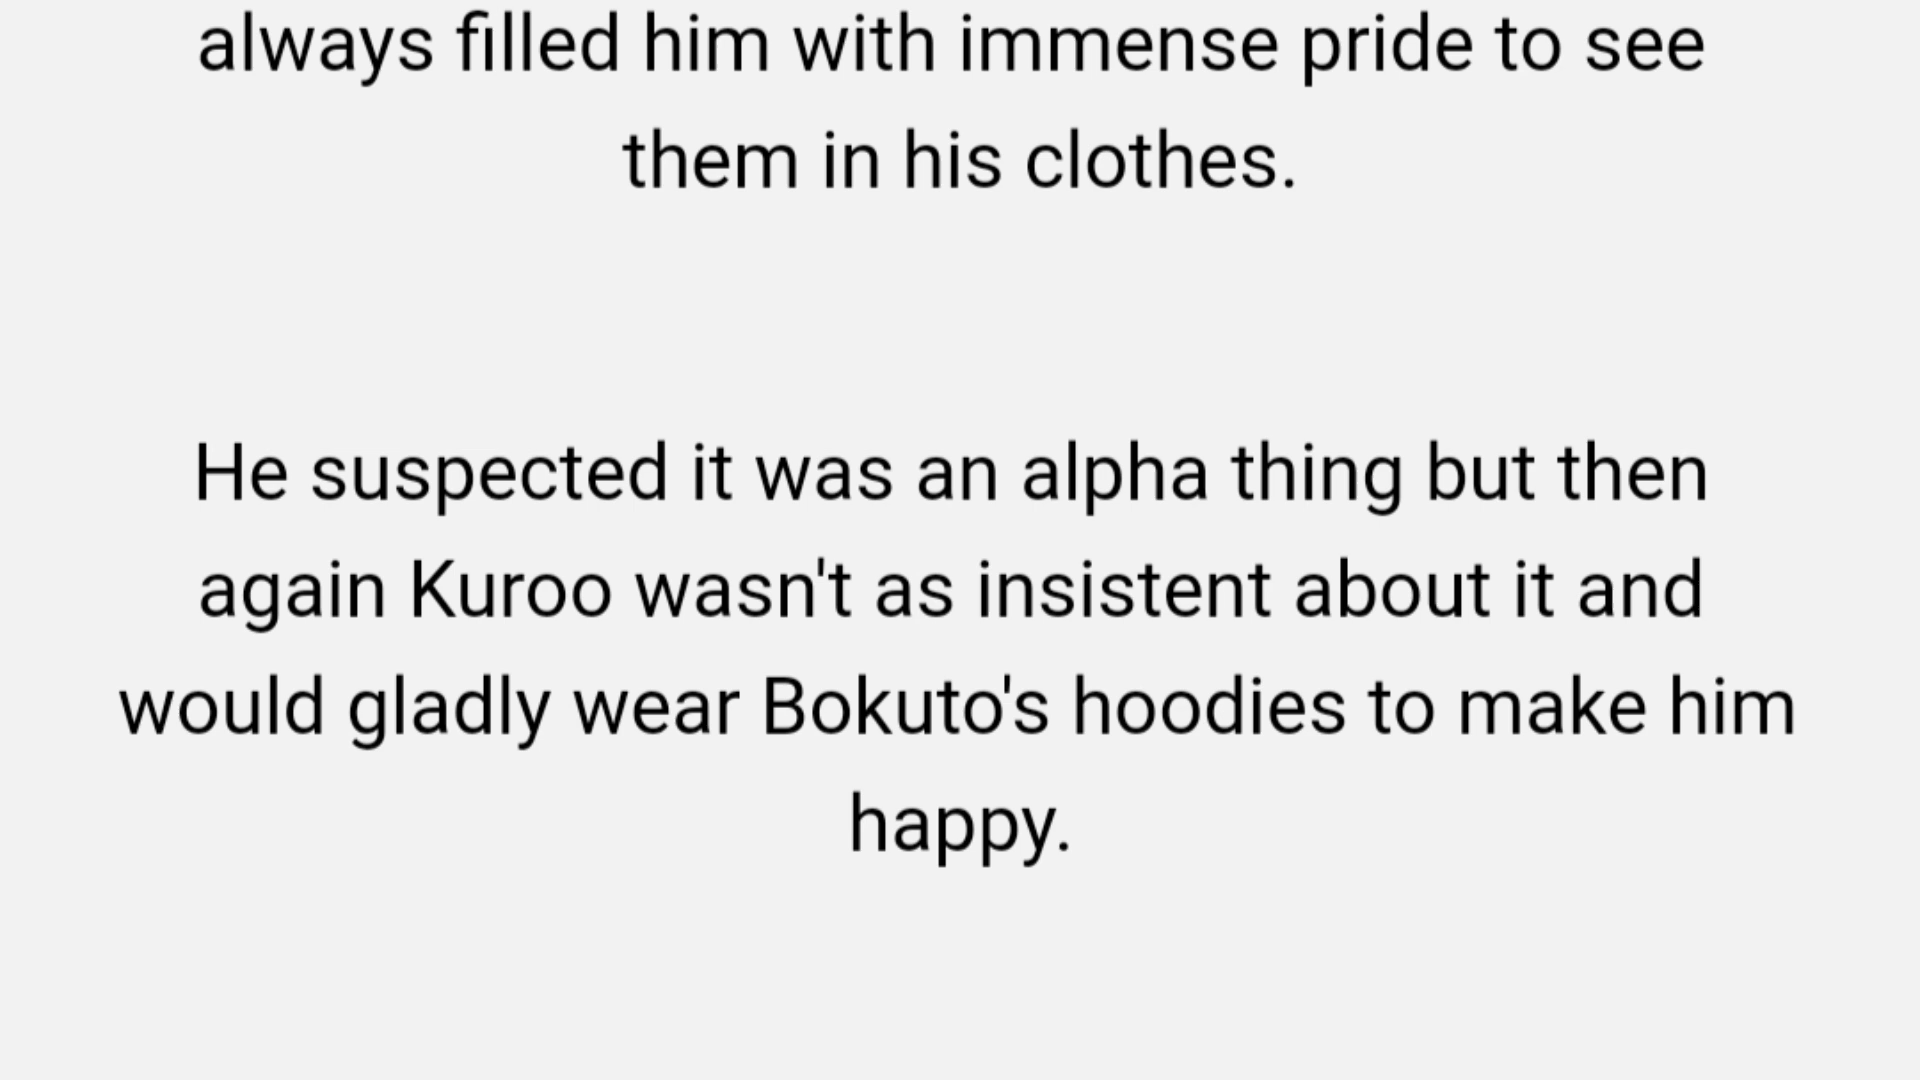 always filled him with immense pride to see
them in his clothes.
He suspected it was an alpha thing but then
again Kuroo wasn't as insistent about it and
would gladly wear Bokuto's hoodies to make him
happy.